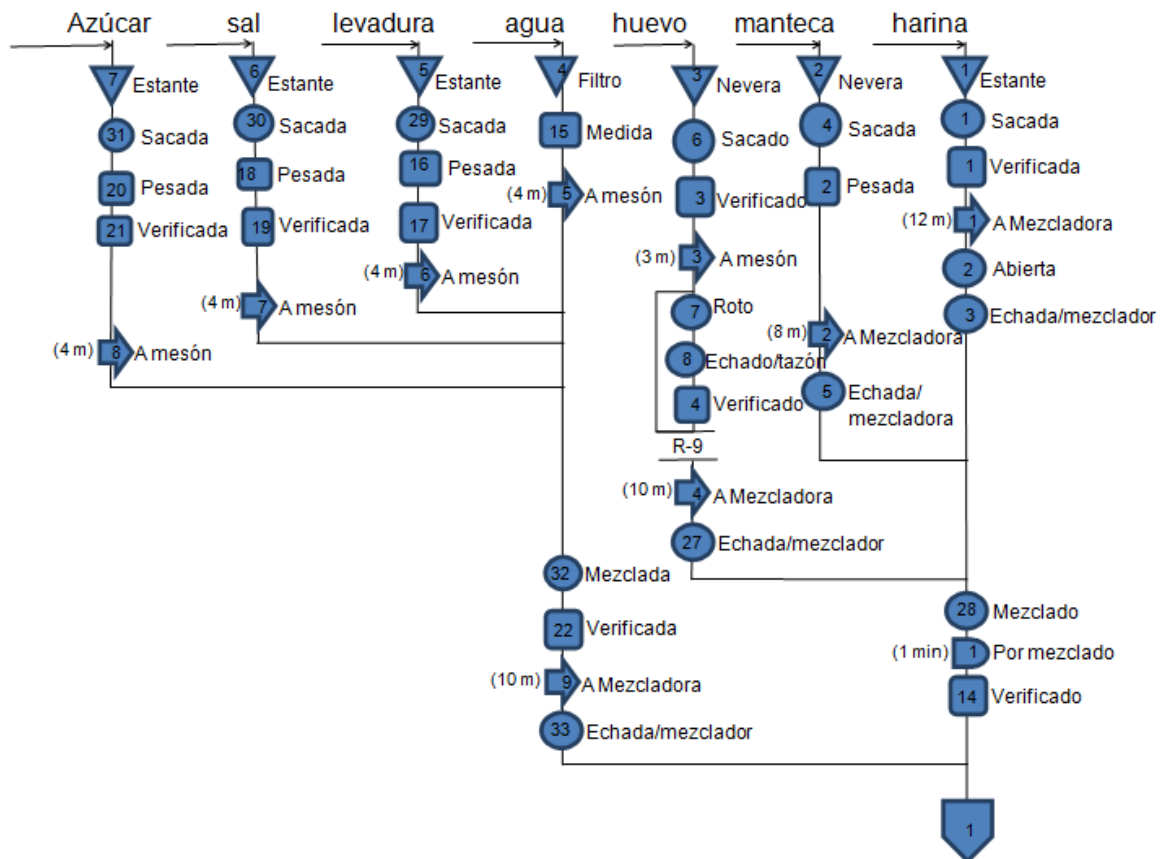 Azúcar
sal
levadura
agua
huevo
manteca
harina
7 Estante
31 Sacada
20 Pesada
21 Verificada
(4 m) 8 A mesón
6 Estante
30 Sacada
18 Pesada
19 Verificada
(4 m) 7 A mesón
5 Estante
29 Sacada
16 Pesada
17 Verificada
(4 m) 6 A mesón
4 Filtro
15 Medida
(4 m) 5 A mesón
32 Mezclada
22 Verificada
(10 m) 9 A Mezcladora
33 Echada/mezclador
3 Nevera
6 Sacado
3 Verificado
(3 m) 3 A mesón
7 Roto
8 Echado/tazón
4 Verificado
R-9
(10 m) 4 A Mezcladora
27 Echada/mezclador
2 Nevera
4 Sacada
2 Pesada
(8 m) 2 A Mezcladora
5 Echada/
mezcladora
1 Estante
1 Sacada
1 Verificada
(12 m) 1 A Mezcladora
2 Abierta
3 Echada/mezclador
28 Mezclado
(1 min) 1 Por mezclado
14 Verificado
1